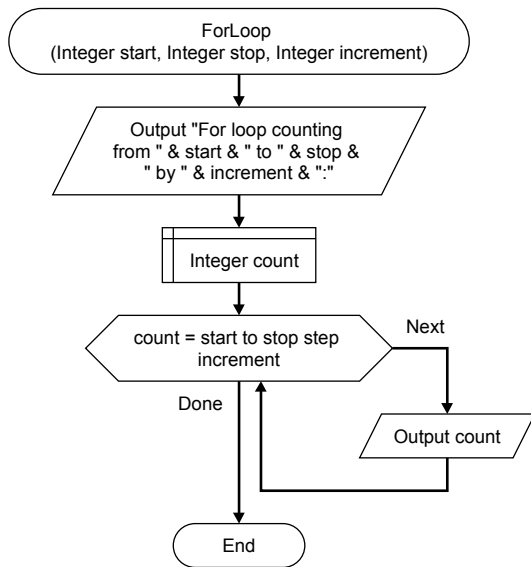 ForLoop
(Integer start, Integer stop, Integer increment)
Output "For loop counting
from " & start & " to " & stop &
" by " & increment & ":"
Integer count
count = start to stop step
increment
Next
Done
Output count
End